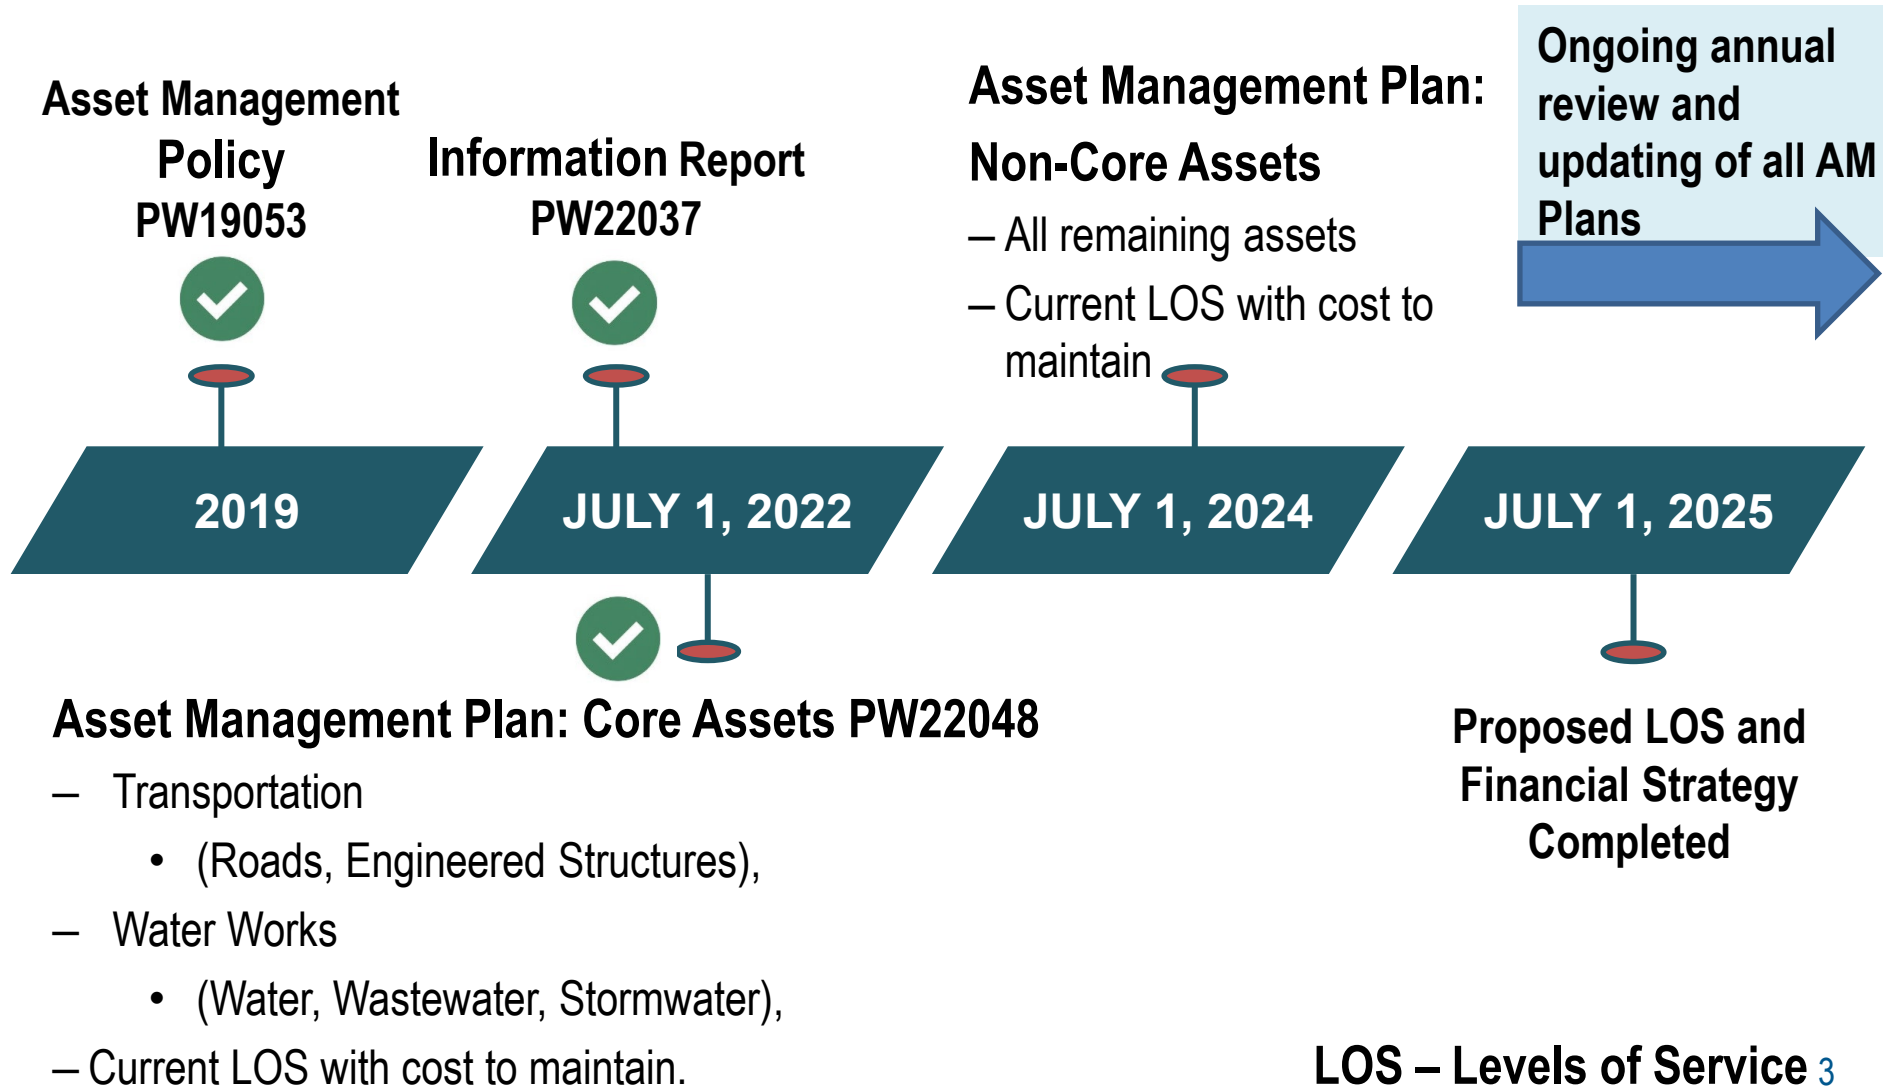 Asset Management
Policy
PW19053
Information Report
PW22037
Asset Management Plan:
Non-Core Assets
– All remaining assets
– Current LOS with cost to
maintain
Ongoing annual
review and
updating of all AM
Plans
2019
JULY 1, 2022
JULY 1, 2024
JULY 1, 2025
Asset Management Plan: Core Assets PW22048
– Transportation
• (Roads, Engineered Structures),
– Water Works
• (Water, Wastewater, Stormwater),
– Current LOS with cost to maintain.
Proposed LOS and
Financial Strategy
Completed
LOS – Levels of Service 3